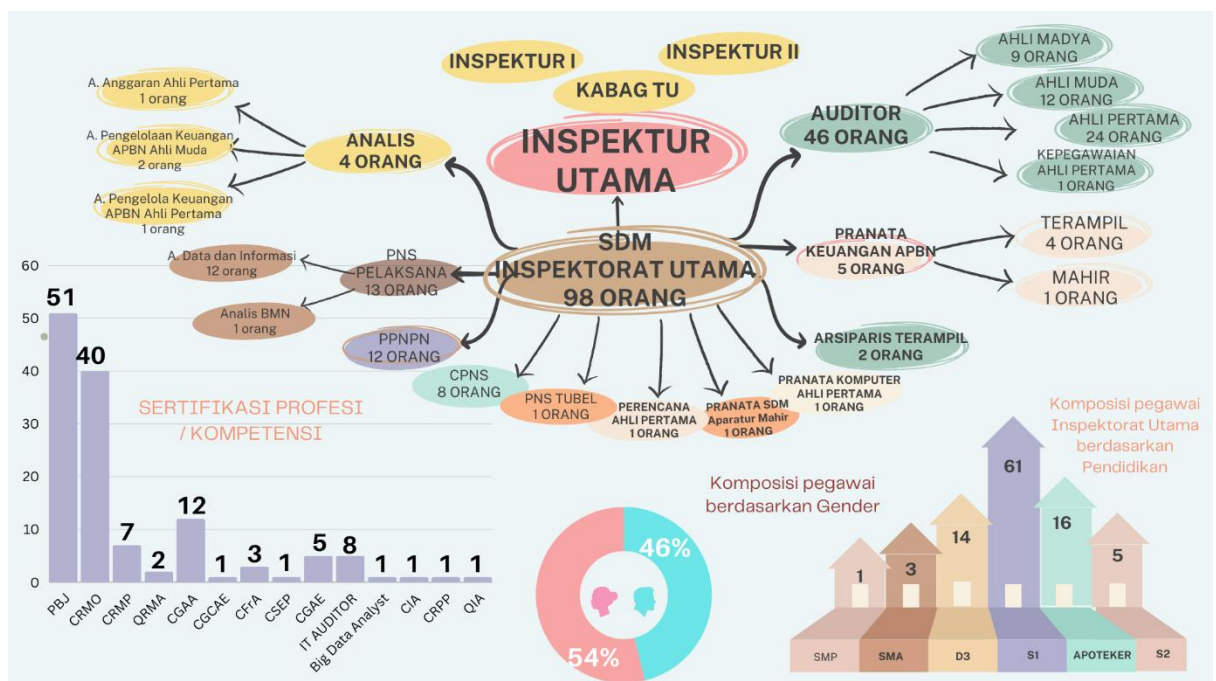 INSPEKTUR I
INSPEKTUR II
KABAG TU
INSPEKTUR
UTAMA
SDM
INSPEKTORAT UTAMA
98 ORANG
ANALIS
4 ORANG
A. Anggaran Ahli Pertama
1 orang
A. Pengelolaan Keuangan
APBN Ahli Muda
2 orang
A. Pengelola Keuangan
APBN Ahli Pertama
1 orang
AUDITOR
46 ORANG
AHLI MADYA
9 ORANG
AHLI MUDA
12 ORANG
AHLI PERTAMA
24 ORANG
KEPEGAWAIAN
AHLI PERTAMA
1 ORANG
PRANATA
KEUANGAN APBN
5 ORANG
TERAMPIL
4 ORANG
MAHIR
1 ORANG
PNS
PELAKSANA
13 ORANG
A. Data dan Informasi
12 orang
Analis BMN
1 orang
PPNPN
12 ORANG
CPNS
8 ORANG
PNS TUBEL
1 ORANG
PERENCANA
AHLI PERTAMA
1 ORANG
PRANATA SDM
Aparatur Mahir
1 ORANG
PRANATA KOMPUTER
AHLI PERTAMA
1 ORANG
ARSIPARIS TERAMPIL
2 ORANG
SERTIFIKASI PROFESI
/ KOMPETENSI
60
50
40
30
20
10
0
51
40
7
2
12
1
3
1
5
8
1
1
1
1
PBJ
CRMO
CRMP
QRMA
CGAA
CGCAE
CFrA
CSEP
CGAE
IT AUDITOR
Big Data Analyst
CIA
CRPP
QIA
Komposisi pegawai
berdasarkan Gender
46%
54%
Komposisi pegawai
Inspektorat Utama
berdasarkan
Pendidikan
1
3
14
61
16
5
SMP
SMA
D3
S1
APOTEKER
S2